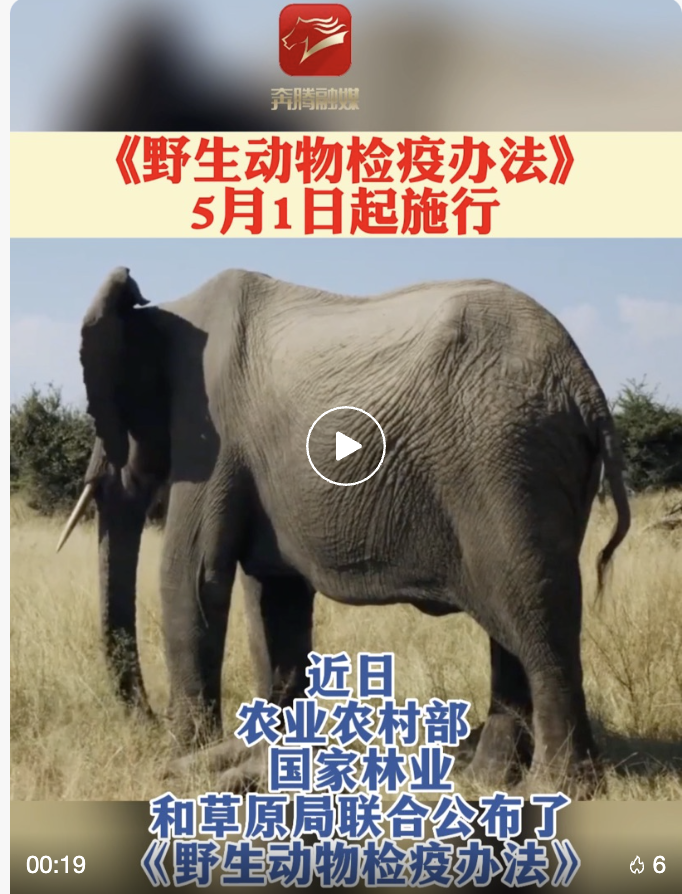 奔腾融媒
《野生动物检疫办法》
5月1日起施行
近日
农业农村部
国家林业
和草原局联合公布了
《野生动物检疫办法》
00:19
6